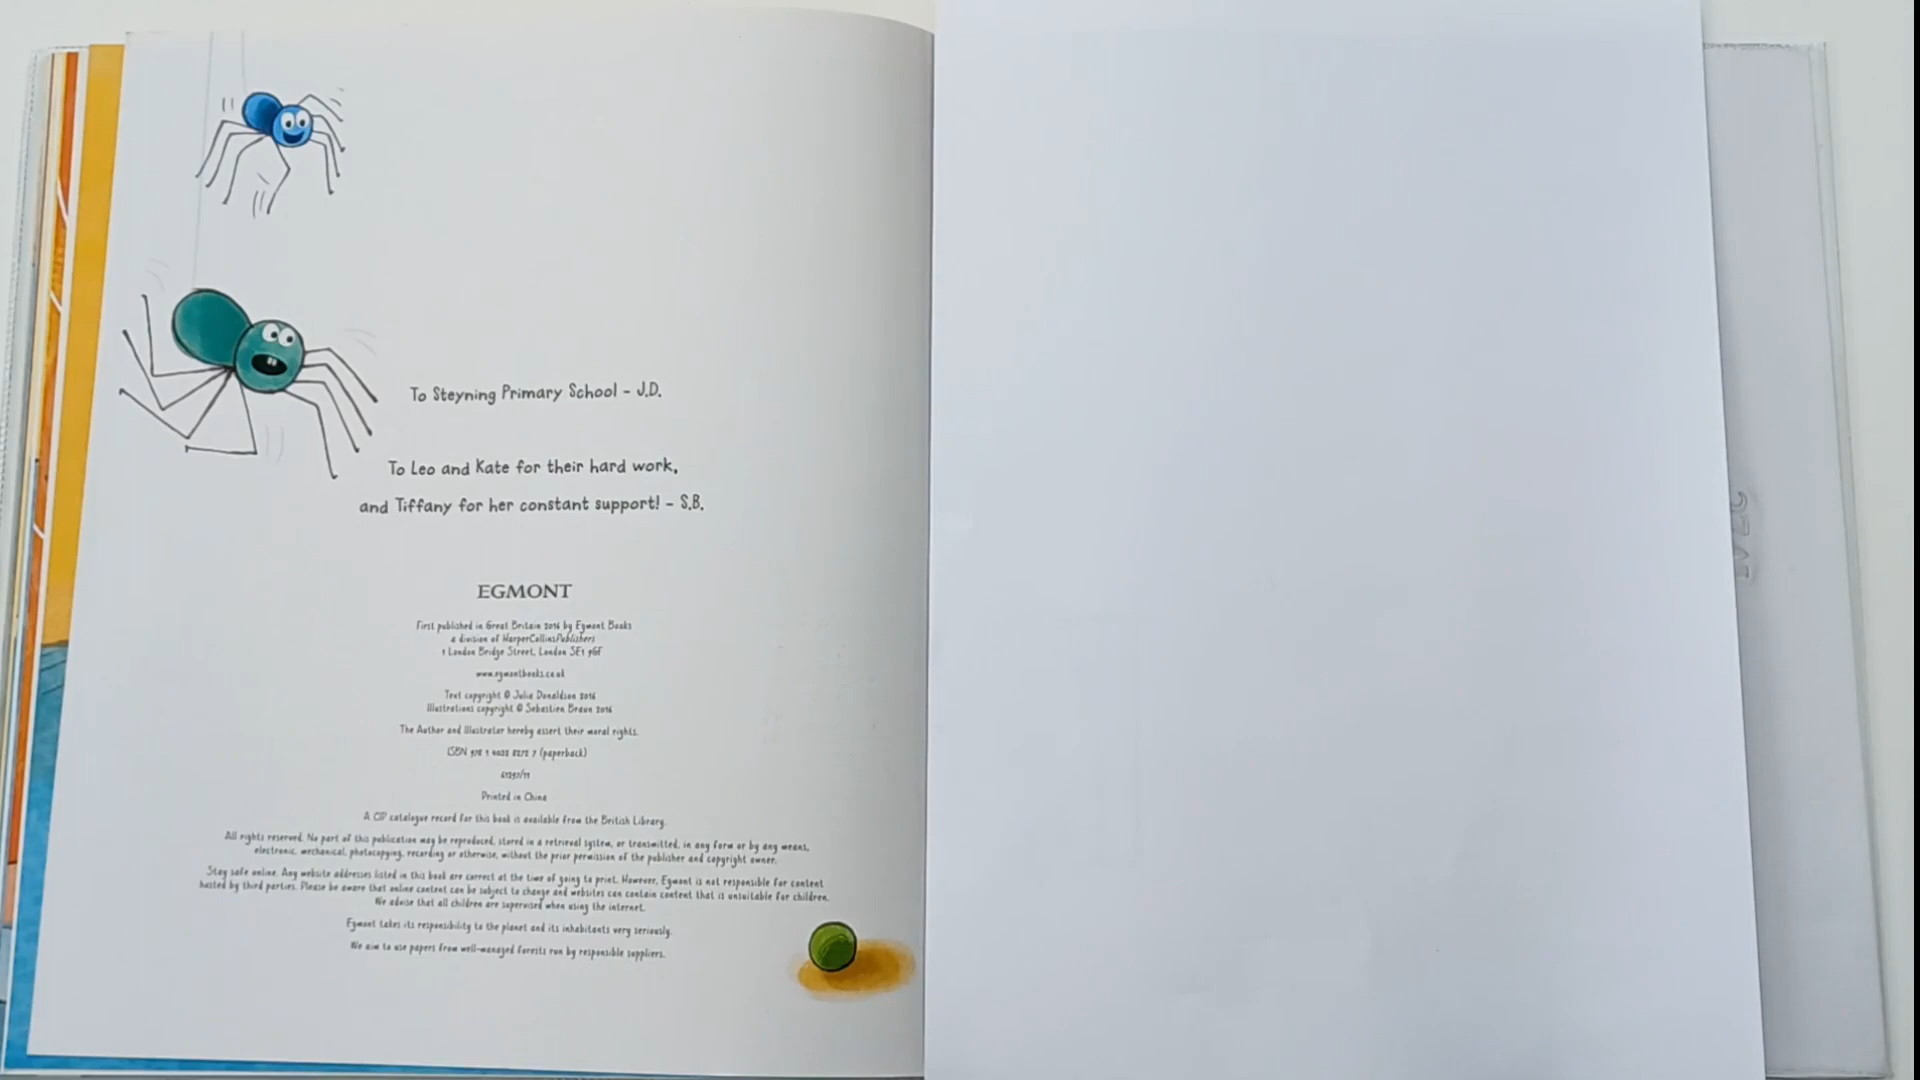 To Steyning Primary School - J.D.
To Leo and Kate for their hard work,
and Tiffany for her constant support! - S.B.
EGMONT
First published in Great Britain 2016 by Egmont Books
a division of HarperCollinsPublishers
1 London Bridge Street, London SE1 9GF
www.egmontbooks.co.uk
Text copyright © Julia Donaldson 2016
Illustrations copyright © Sebastien Braun 2016
The Author and Illustrator hereby assert their moral rights.
ISBN 978 1 4052 (paperback)
Printed in China
A CIP catalogue record for this book is available from the British Library.
All rights reserved. No part of this publication may be reproduced, stored in a retrieval system, or transmitted, in any form or by any means,
electronic, mechanical, photocopying, recording or otherwise, without the prior permission of the publisher and copyright owner.
Stay safe online. Any website addresses listed in this book are correct at the time of going to print. However, Egmont is not responsible for content
hosted by third parties. Please be aware that online content can be subject to change and websites can contain content that is unsuitable for children.
We advise that all children are supervised when using the internet.
Egmont takes its responsibility to the planet and its inhabitants very seriously.
We aim to use papers from well-managed forests run by responsible suppliers.